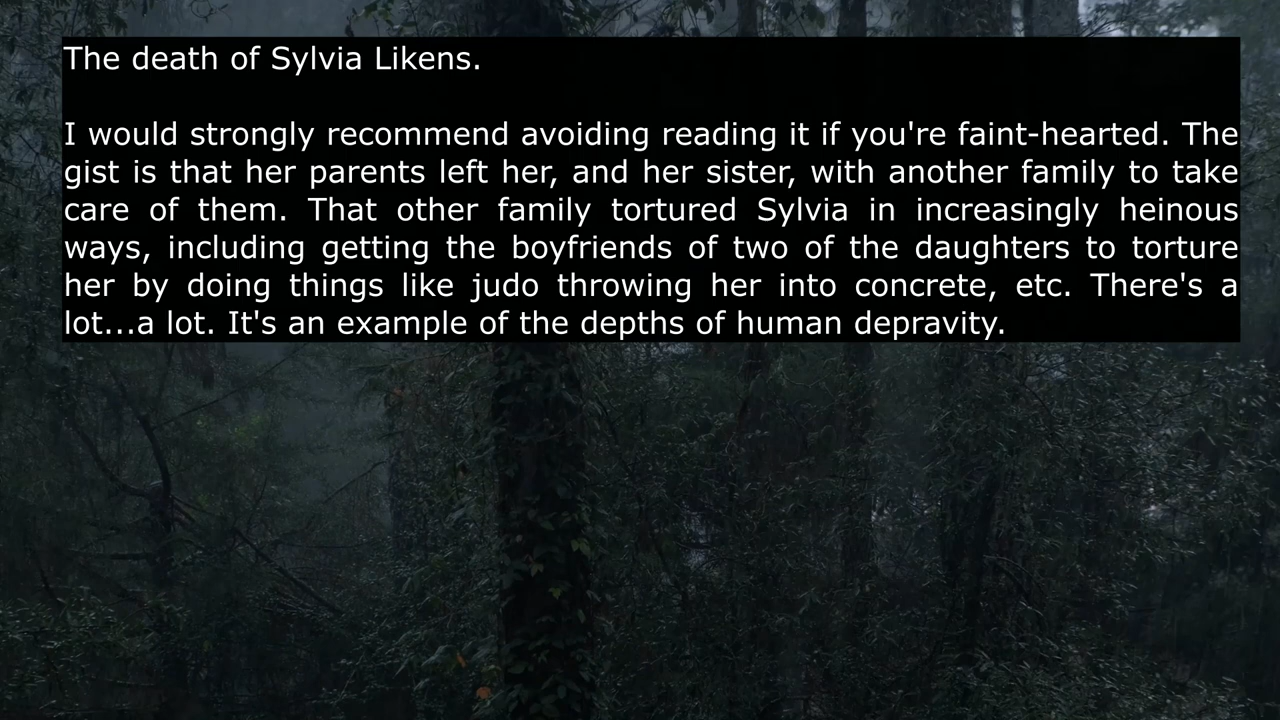 The death of Sylvia Likens.
I would strongly recommend avoiding reading it if you're faint-hearted. The
gist is that her parents left her, and her sister, with another family to take
care of them. That other family tortured Sylvia in increasingly heinous
ways, including getting the boyfriends of two of the daughters to torture
her by doing things like judo throwing her into concrete, etc. There's a
lot...a lot. It's an example of the depths of human depravity.